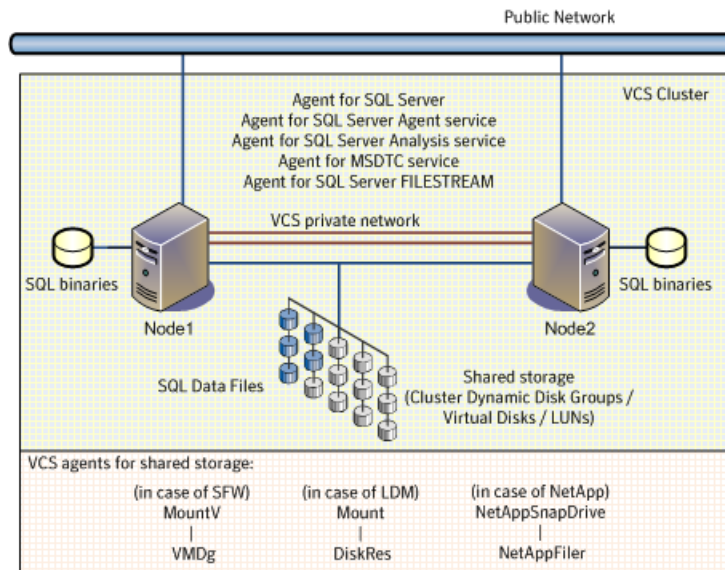 Public Network
VCS Cluster
Agent for SQL Server
Agent for SQL Server Agent service
Agent for SQL Server Analysis service
Agent for MSDTC service
Agent for SQL Server FILESTREAM
VCS private network
SQL binaries
SQL binaries
Node1
Node2
SQL Data Files
Shared storage
(Cluster Dynamic Disk Groups /
Virtual Disks / LUNs)
VCS agents for shared storage:
(in case of SFW)
MountV
|
VMDg
(in case of LDM)
Mount
|
DiskRes
(in case of NetApp)
NetAppSnapDrive
|
NetAppFiler